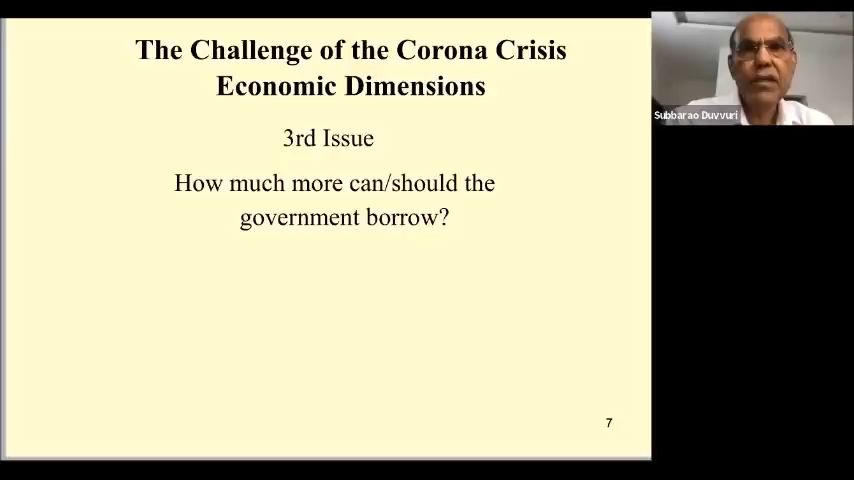 The Challenge of the Corona Crisis
Economic Dimensions
3rd Issue
How much more can/should the
government borrow?
7
Subbarao Duvvuri